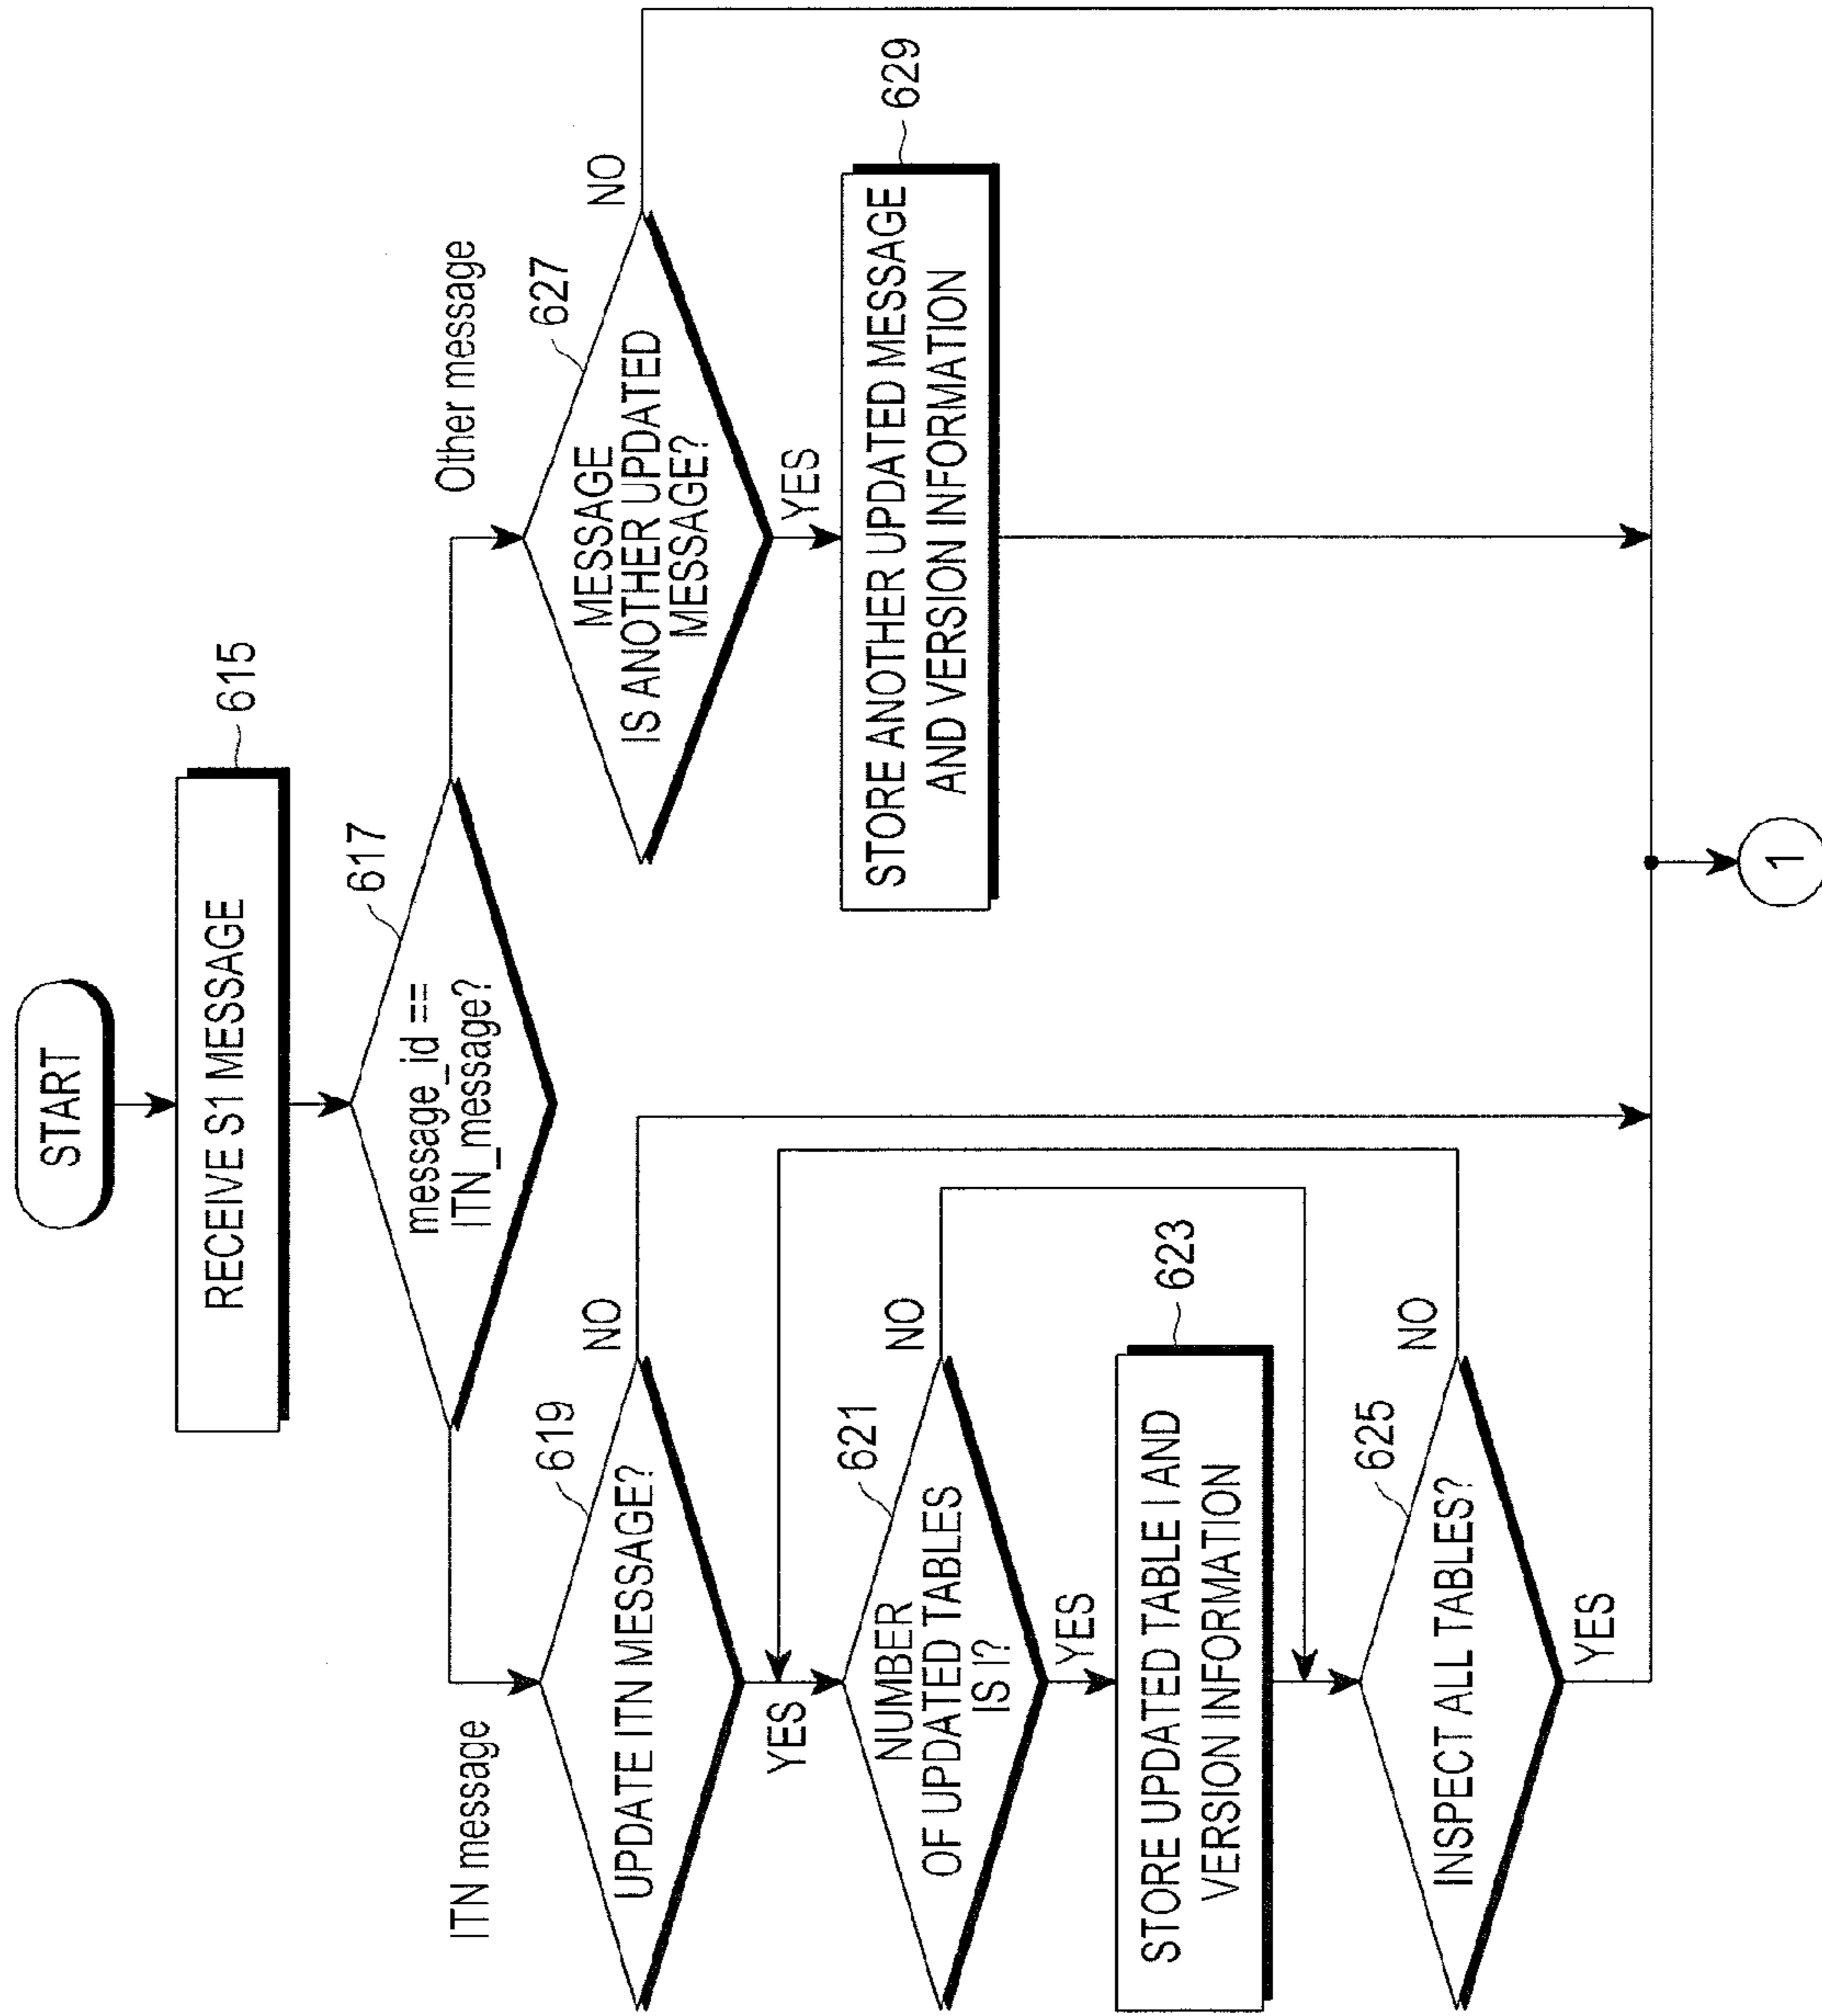 START
RECEIVE S1 MESSAGE
615
message_id ==
ITN_message?
617
ITN message
Other message
UPDATE ITN MESSAGE?
619
NO
YES
NUMBER
OF UPDATED TABLES
IS I?
621
NO
YES
STORE UPDATED TABLE I AND
VERSION INFORMATION
623
INSPECT ALL TABLES?
625
NO
YES
MESSAGE
IS ANOTHER UPDATED
MESSAGE?
627
NO
YES
STORE ANOTHER UPDATED MESSAGE
AND VERSION INFORMATION
629
1